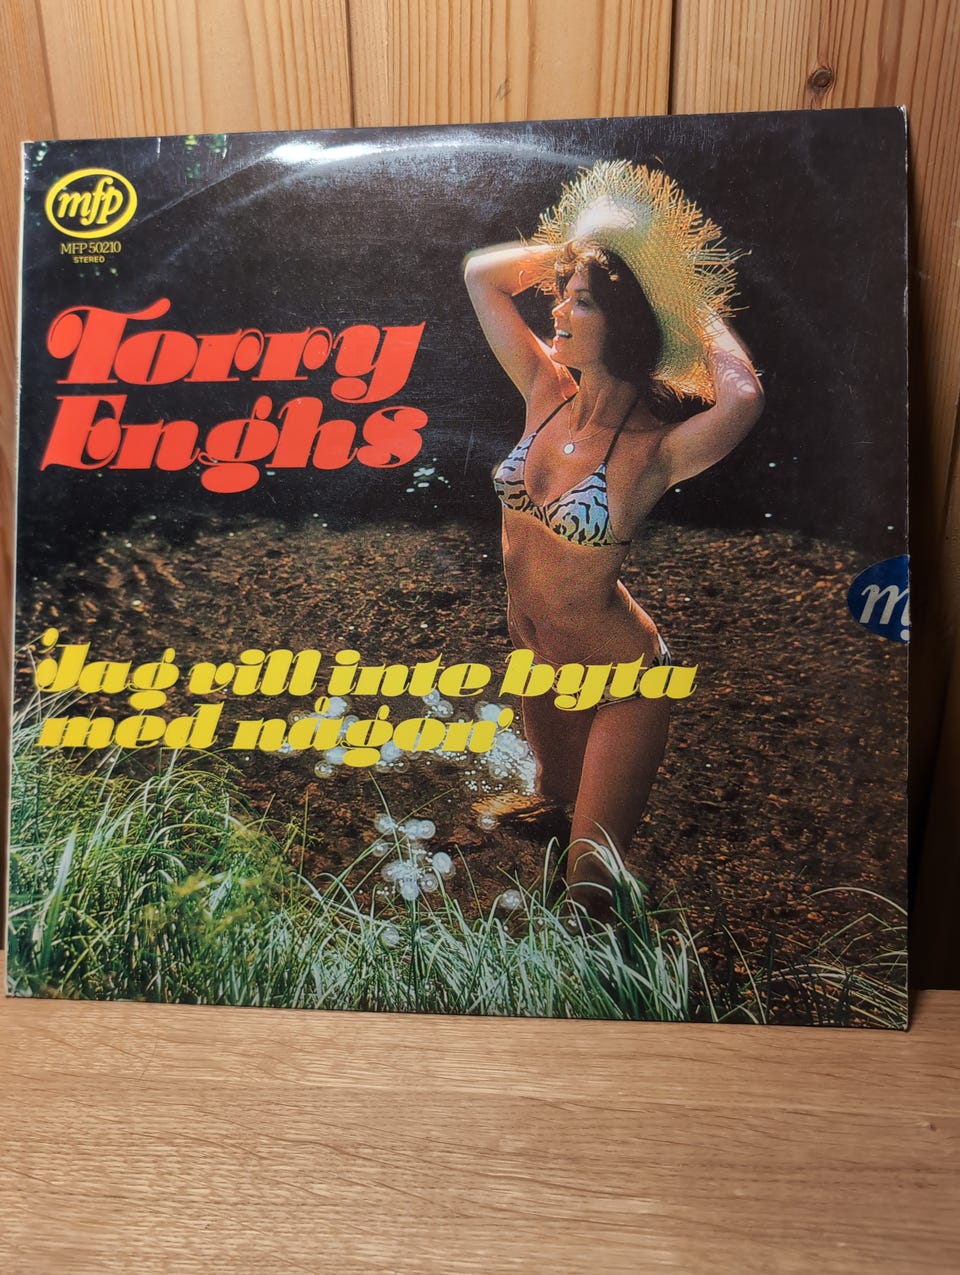 mfp
MFP 50210
STEREO
Torry
Enghs
'Jag vill inte byta
med någon'